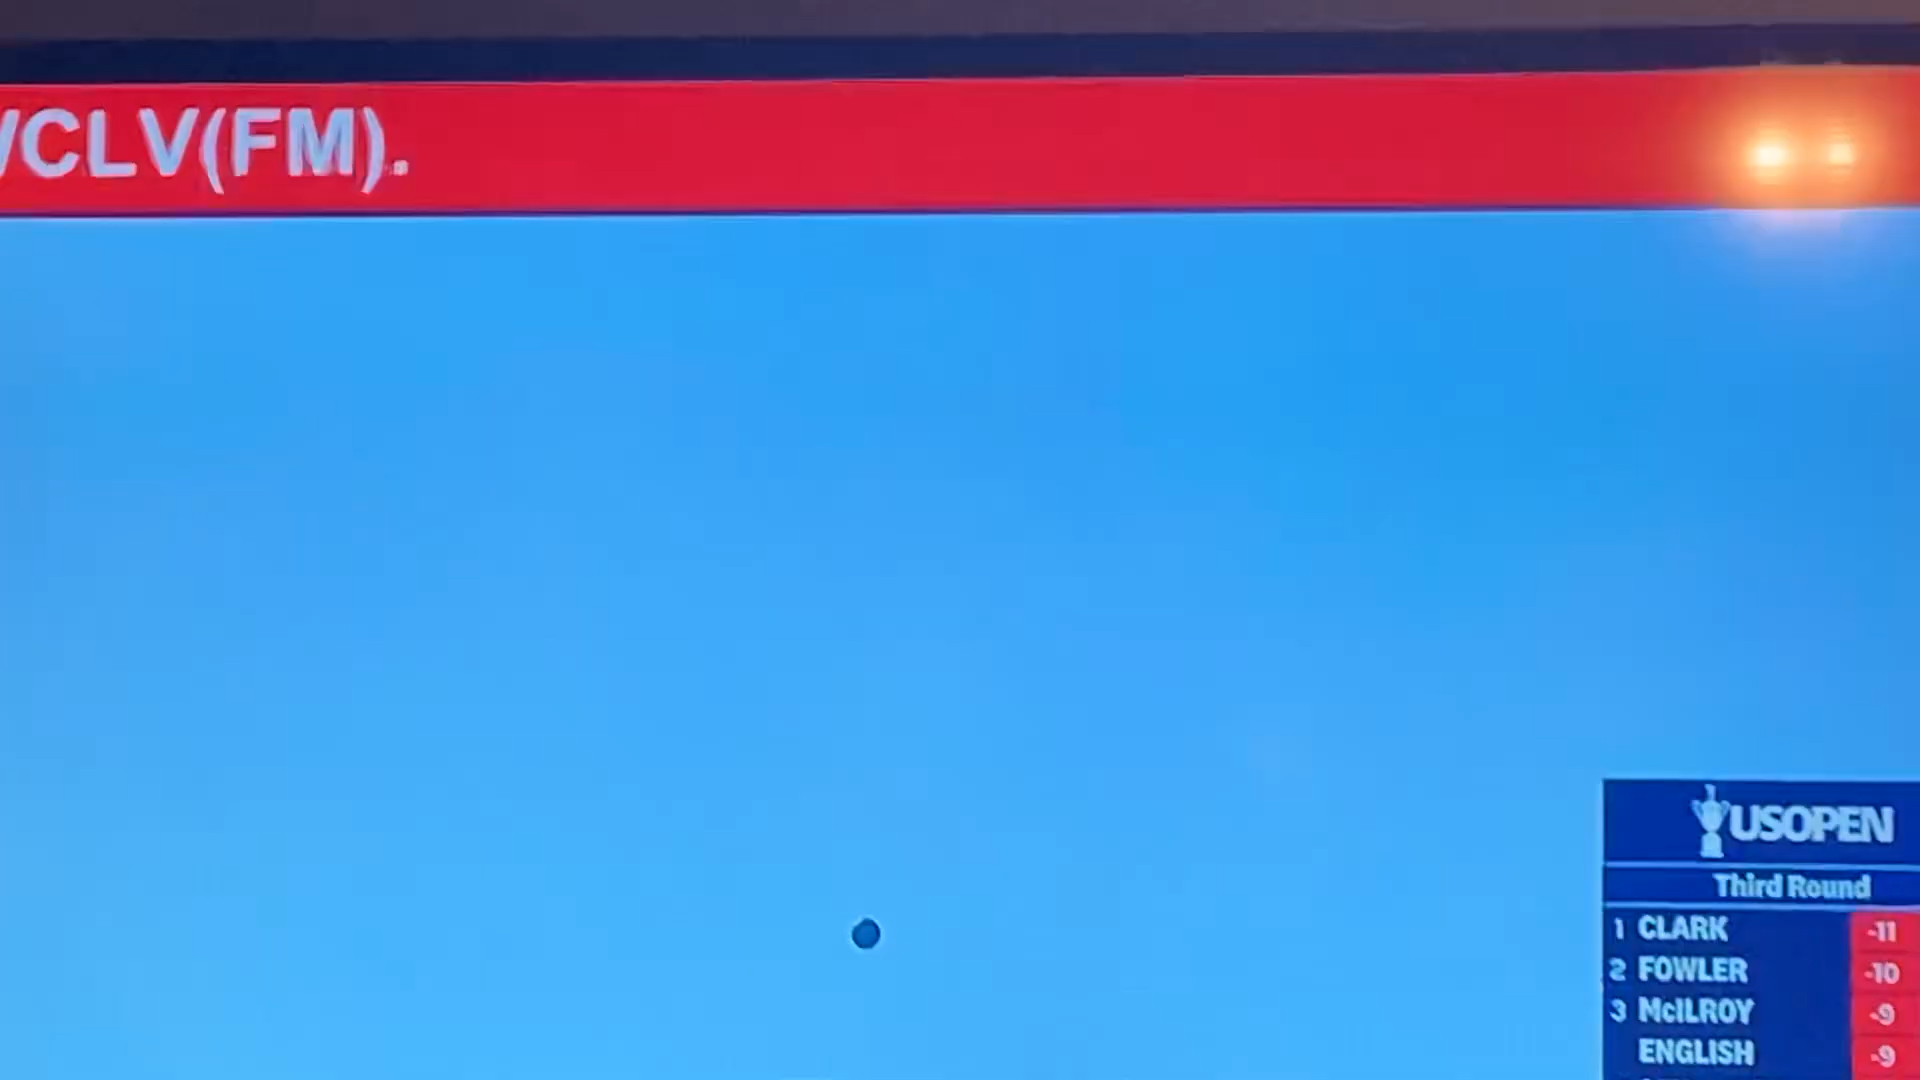 CLV(FM).
USOPEN
Third Round
1 CLARK -11
2 FOWLER -10
3 McILROY -9
ENGLISH -9